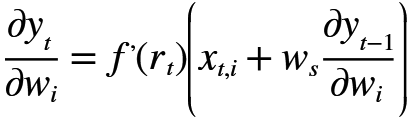 ∂y_t/∂w_i = f’(r_t)(x_{t,i} + w_s ∂y_{t−1}/∂w_i)